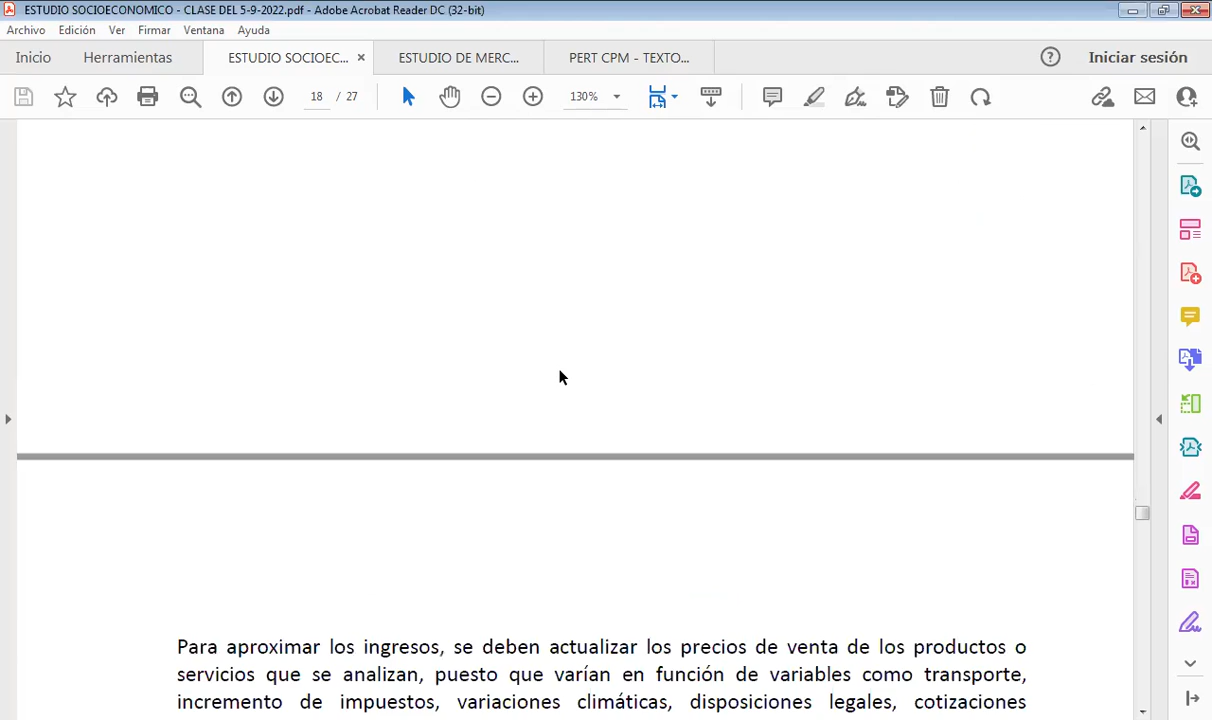 ESTUDIO SOCIOECONOMICO - CLASE DEL 5-9-2022.pdf - Adobe Acrobat Reader DC (32-bit)
Archivo Edición Ver Firmar Ventana Ayuda
Inicio Herramientas ESTUDIO SOCIOEC... × ESTUDIO DE MERC... PERT CPM - TEXTO... Iniciar sesión
18 / 27 130%
Para aproximar los ingresos, se deben actualizar los precios de venta de los productos o
servicios que se analizan, puesto que varían en función de variables como transporte,
incremento de impuestos, variaciones climáticas, disposiciones legales, cotizaciones